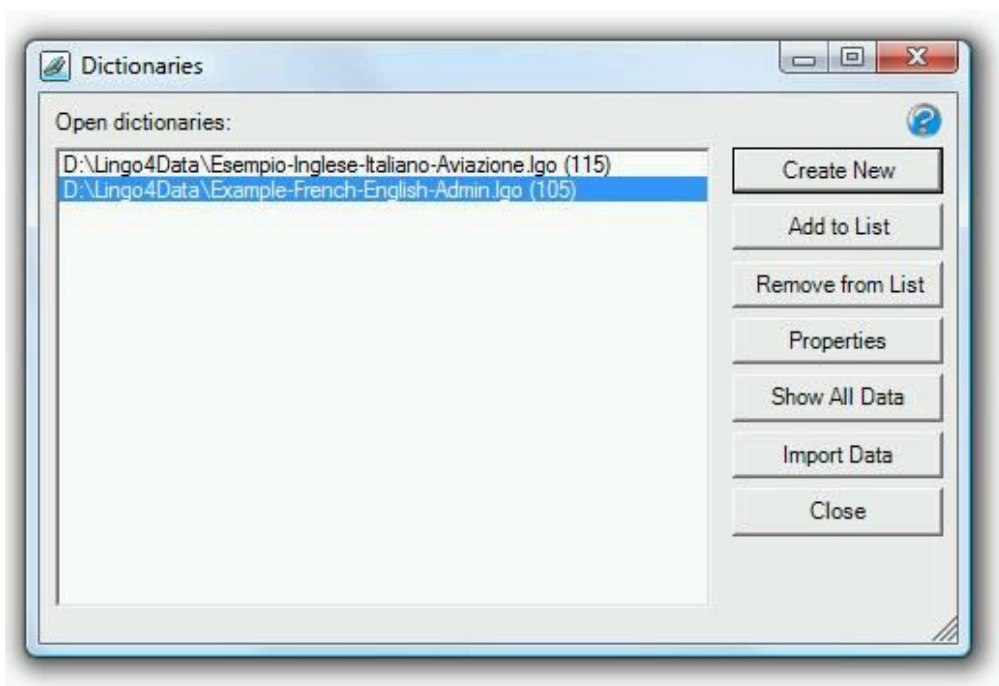 Dictionaries
Open dictionaries:
D:\Lingo4Data\Esempio-Inglese-Italiano-Aviazione.lgo (115)
D:\Lingo4Data\Example-French-English-Admin.lgo (105)
Create New
Add to List
Remove from List
Properties
Show All Data
Import Data
Close